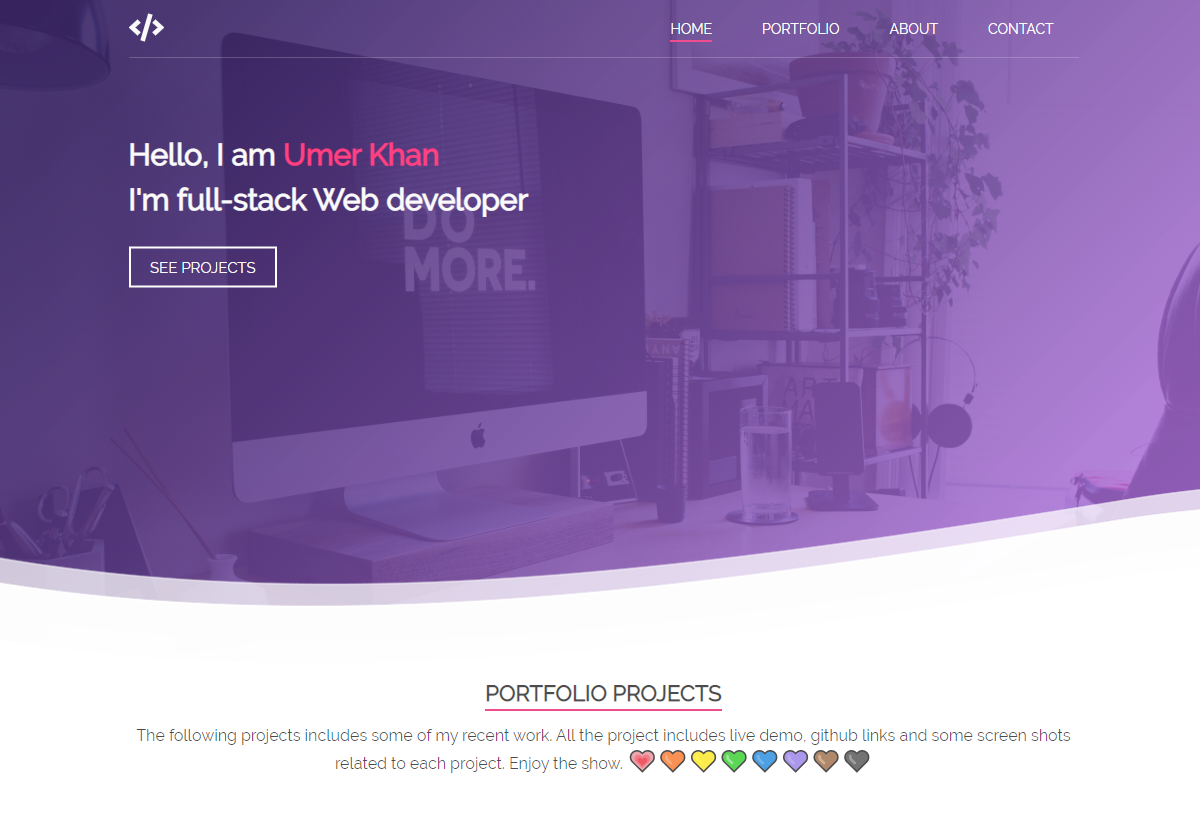 HOME PORTFOLIO ABOUT CONTACT
Hello, I am Umer Khan
I'm full-stack Web developer
DO
MORE.
SEE PROJECTS
PORTFOLIO PROJECTS
The following projects includes some of my recent work. All the project includes live demo, github links and some screen shots
related to each project. Enjoy the show.